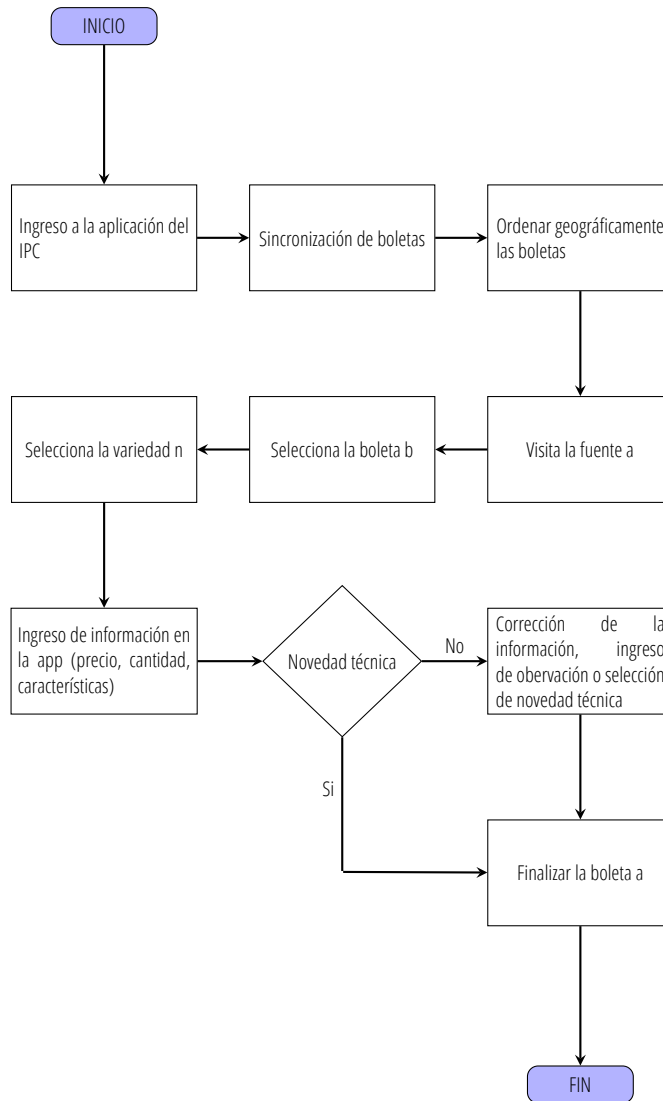 INICIO
Ingreso a la aplicación del
IPC
Sincronización de boletas
Ordenar geográficamente
las boletas
Visita la fuente a
Selecciona la boleta b
Selecciona la variedad n
Ingreso de información en
la app (precio, cantidad,
características)
Novedad técnica
No
Corrección de la
información, ingreso
de obervación o selección
de novedad técnica
Si
Finalizar la boleta a
FIN